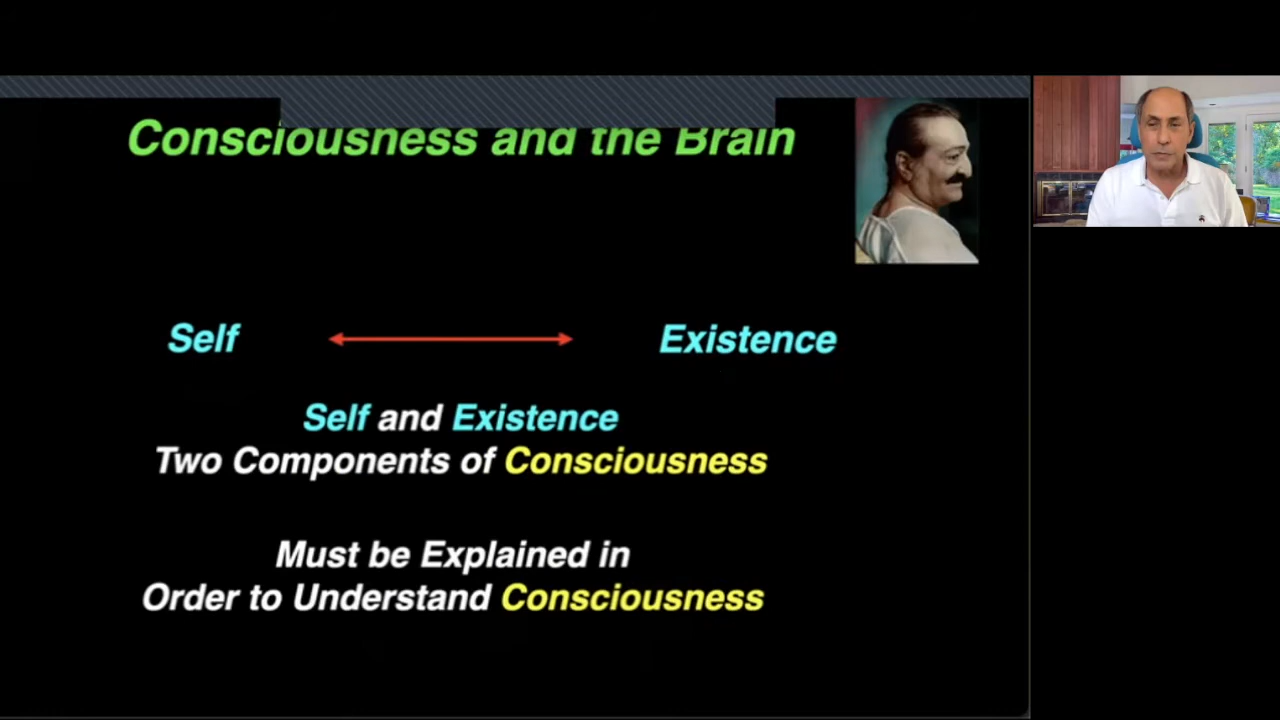 Consciousness and the Brain
Self Existence
Self and Existence
Two Components of Consciousness
Must be Explained in
Order to Understand Consciousness